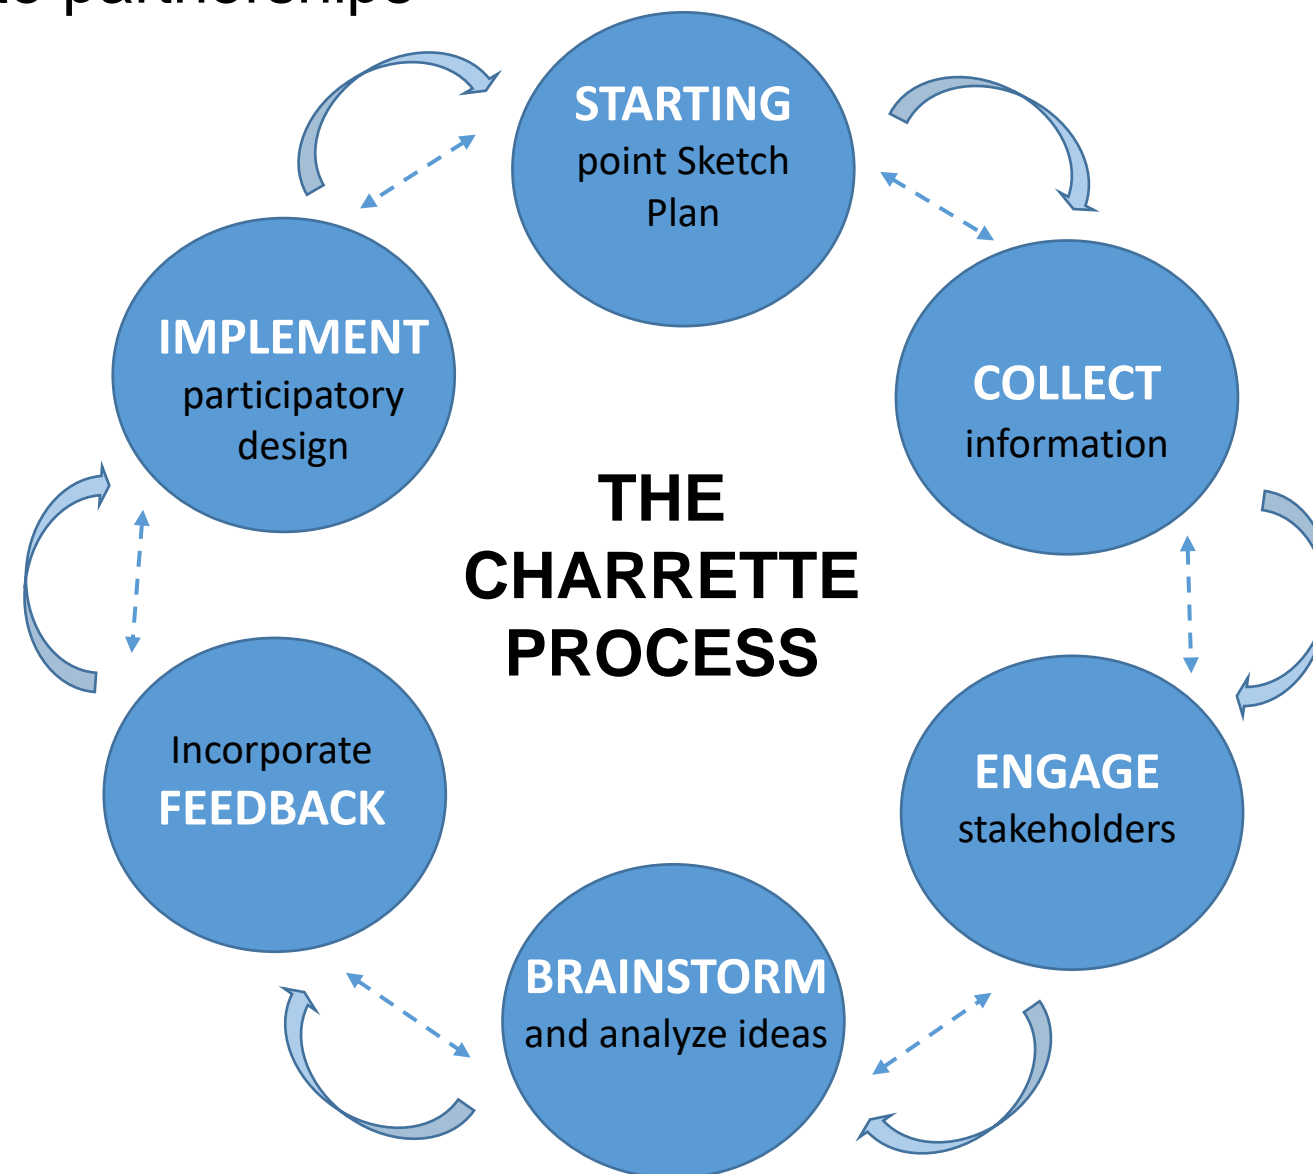 partnerships
STARTING
point Sketch
Plan
COLLECT
information
ENGAGE
stakeholders
BRAINSTORM
and analyze ideas
Incorporate
FEEDBACK
IMPLEMENT
participatory
design
THE
CHARRETTE
PROCESS